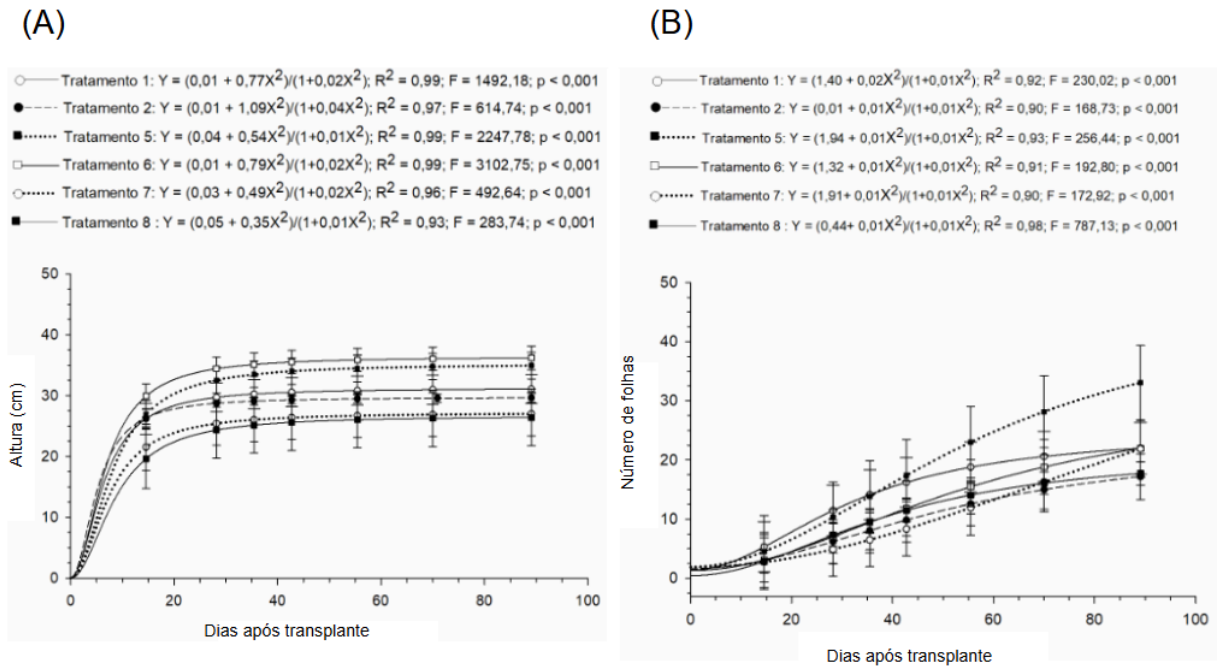 (A)
Tratamento 1: Y = (0,01 + 0,77X²)/(1+0,02X²); R² = 0,99; F = 1492,18; p < 0,001
Tratamento 2: Y = (0,01 + 1,09X²)/(1+0,04X²); R² = 0,97; F = 614,74; p < 0,001
Tratamento 5: Y = (0,04 + 0,54X²)/(1+0,01X²); R² = 0,99; F = 2247,78; p < 0,001
Tratamento 6: Y = (0,01 + 0,79X²)/(1+0,02X²); R² = 0,99; F = 3102,75; p < 0,001
Tratamento 7: Y = (0,03 + 0,49X²)/(1+0,02X²); R² = 0,96; F = 492,64; p < 0,001
Tratamento 8 : Y = (0,05 + 0,35X²)/(1+0,01X²); R² = 0,93; F = 283,74; p < 0,001
50
40
30
20
10
0
Altura (cm)
0 20 40 60 80 100
Dias após transplante
(B)
Tratamento 1: Y = (1,40 + 0,02X²)/(1+0,01X²); R² = 0,92; F = 230,02; p < 0,001
Tratamento 2: Y = (0,01 + 0,01X²)/(1+0,01X²); R² = 0,90; F = 168,73; p < 0,001
Tratamento 5: Y = (1,94 + 0,01X²)/(1+0,01X²); R² = 0,93; F = 256,44; p < 0,001
Tratamento 6: Y = (1,32 + 0,01X²)/(1+0,01X²); R² = 0,91; F = 192,80; p < 0,001
Tratamento 7: Y = (1,91+ 0,01X²)/(1+0,01X²); R² = 0,90; F = 172,92; p < 0,001
Tratamento 8 : Y = (0,44+ 0,01X²)/(1+0,01X²); R² = 0,98; F = 787,13; p < 0,001
50
40
30
20
10
0
Número de folhas
0 20 40 60 80 100
Dias após transplante